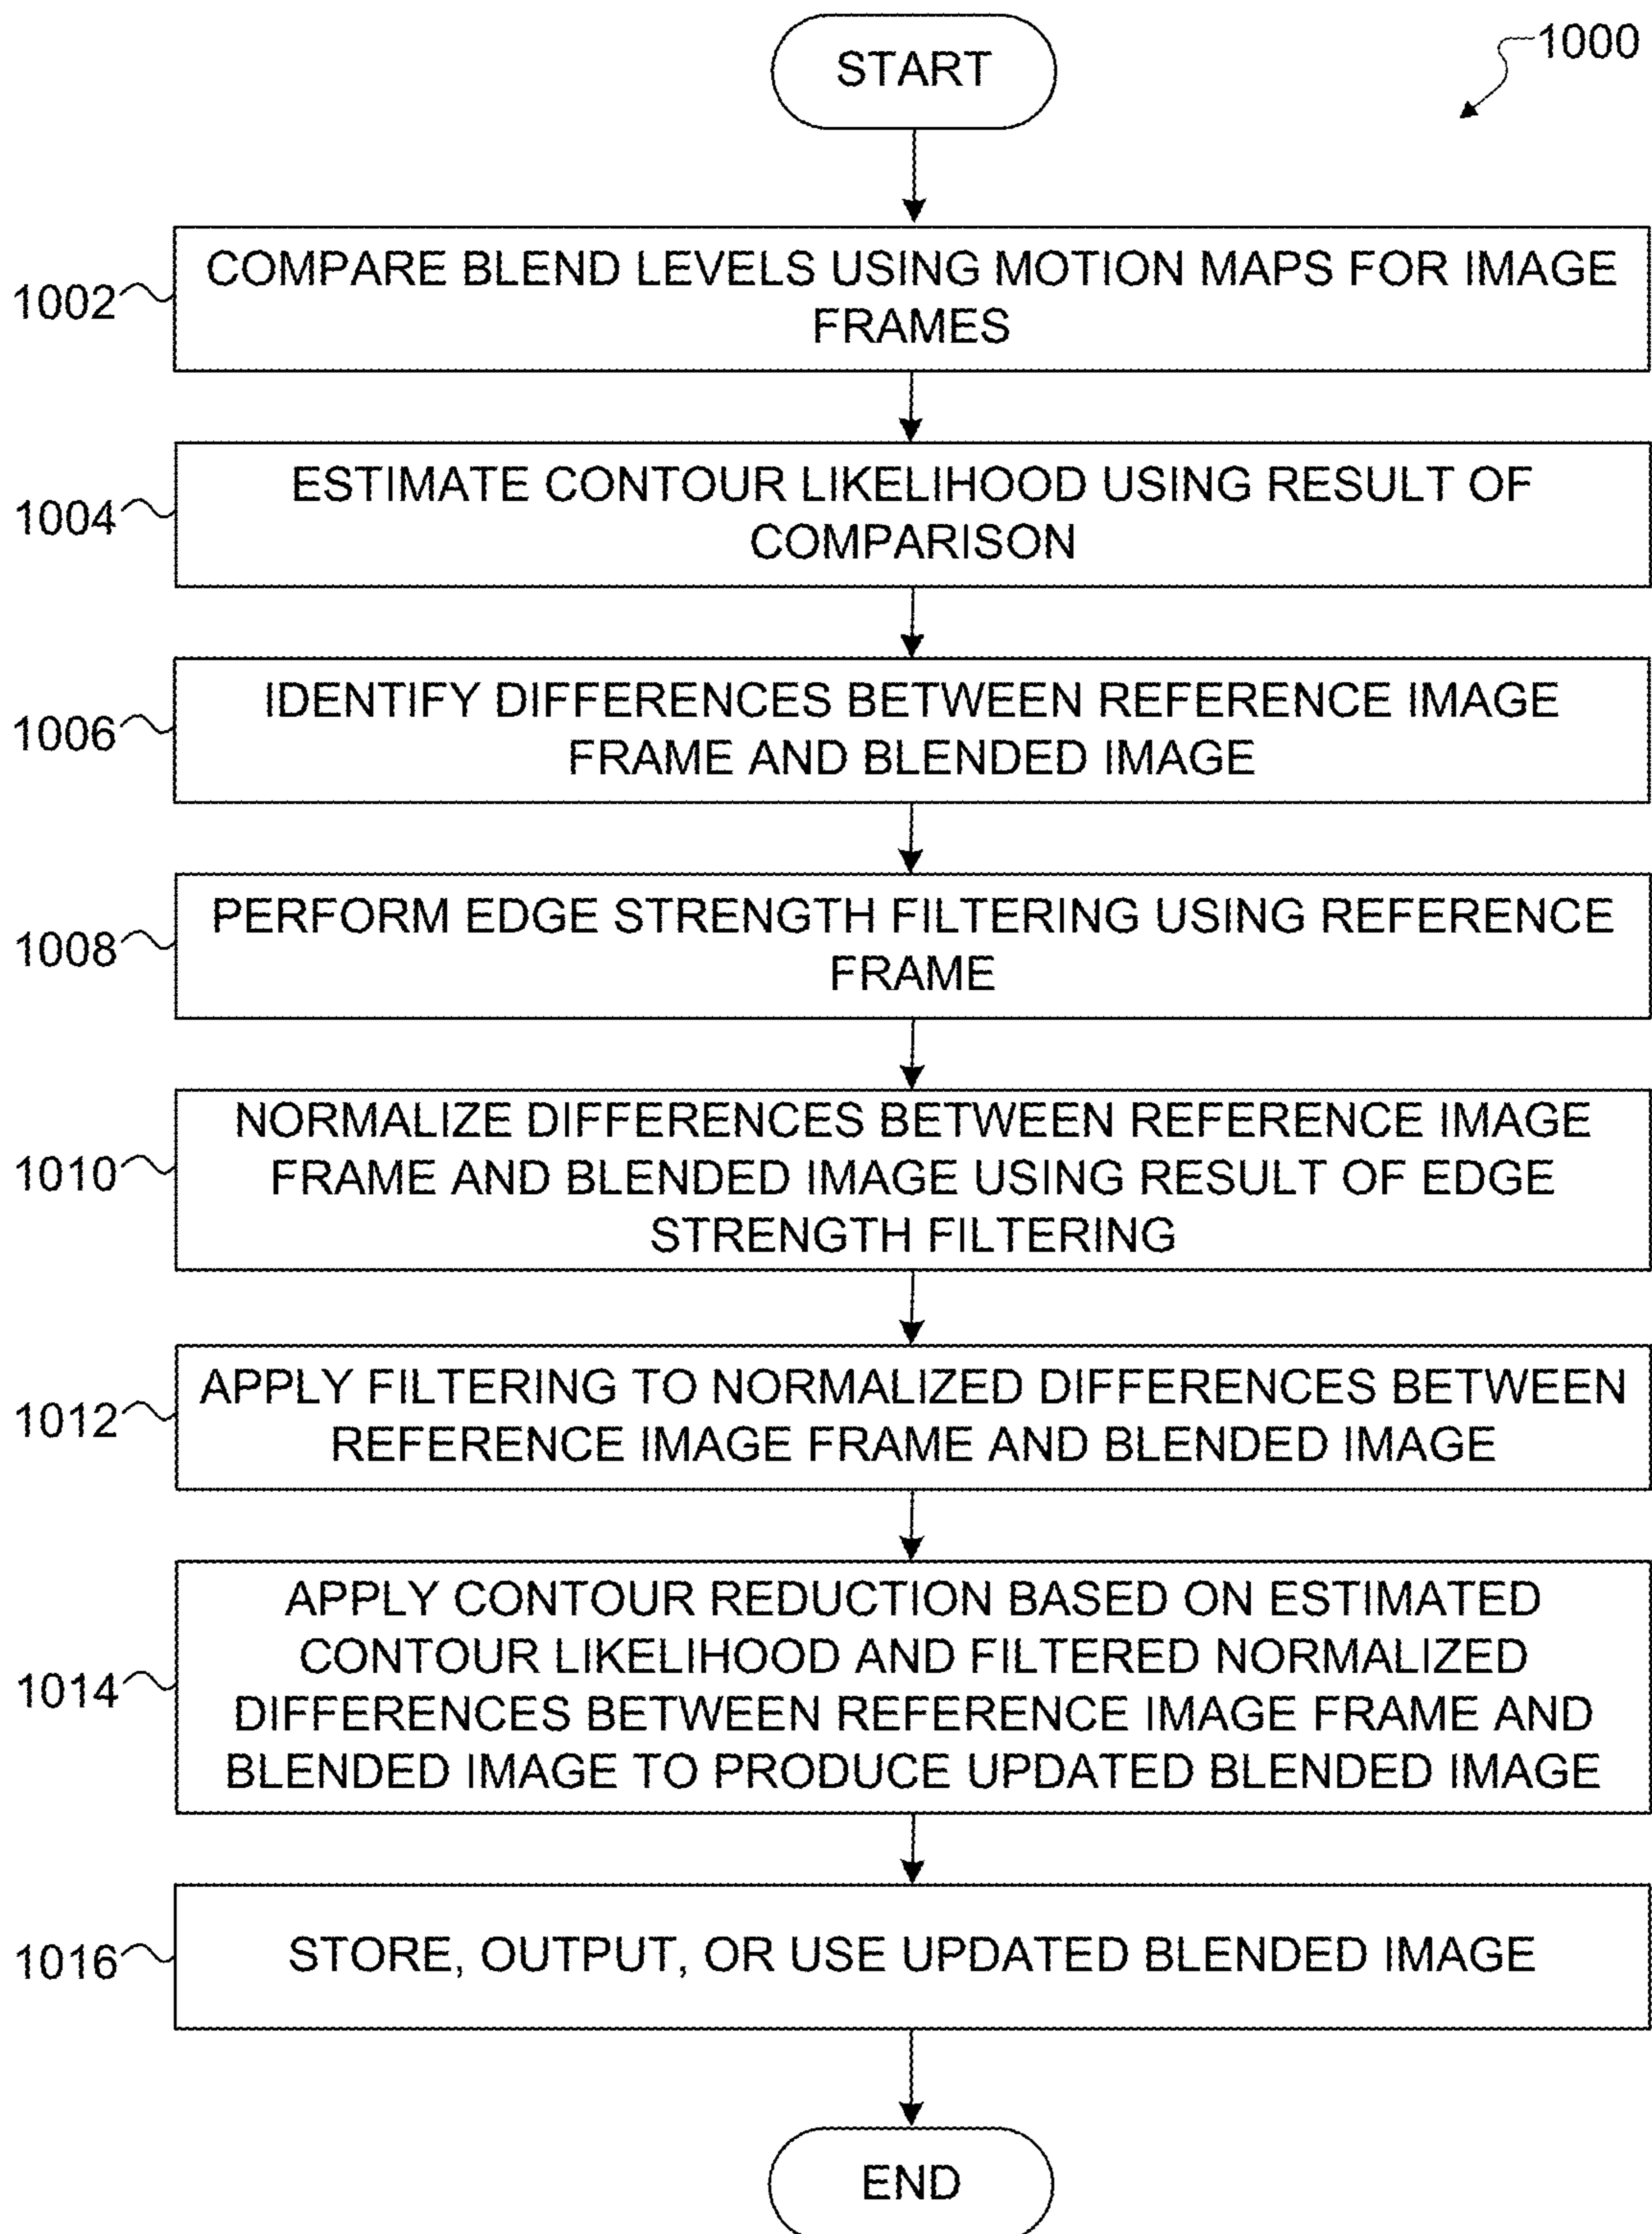 START
1000
COMPARE BLEND LEVELS USING MOTION MAPS FOR IMAGE
FRAMES
1002
ESTIMATE CONTOUR LIKELIHOOD USING RESULT OF
COMPARISON
1004
IDENTIFY DIFFERENCES BETWEEN REFERENCE IMAGE
FRAME AND BLENDED IMAGE
1006
PERFORM EDGE STRENGTH FILTERING USING REFERENCE
FRAME
1008
NORMALIZE DIFFERENCES BETWEEN REFERENCE IMAGE
FRAME AND BLENDED IMAGE USING RESULT OF EDGE
STRENGTH FILTERING
1010
APPLY FILTERING TO NORMALIZED DIFFERENCES BETWEEN
REFERENCE IMAGE FRAME AND BLENDED IMAGE
1012
APPLY CONTOUR REDUCTION BASED ON ESTIMATED
CONTOUR LIKELIHOOD AND FILTERED NORMALIZED
DIFFERENCES BETWEEN REFERENCE IMAGE FRAME AND
BLENDED IMAGE TO PRODUCE UPDATED BLENDED IMAGE
1014
STORE, OUTPUT, OR USE UPDATED BLENDED IMAGE
1016
END